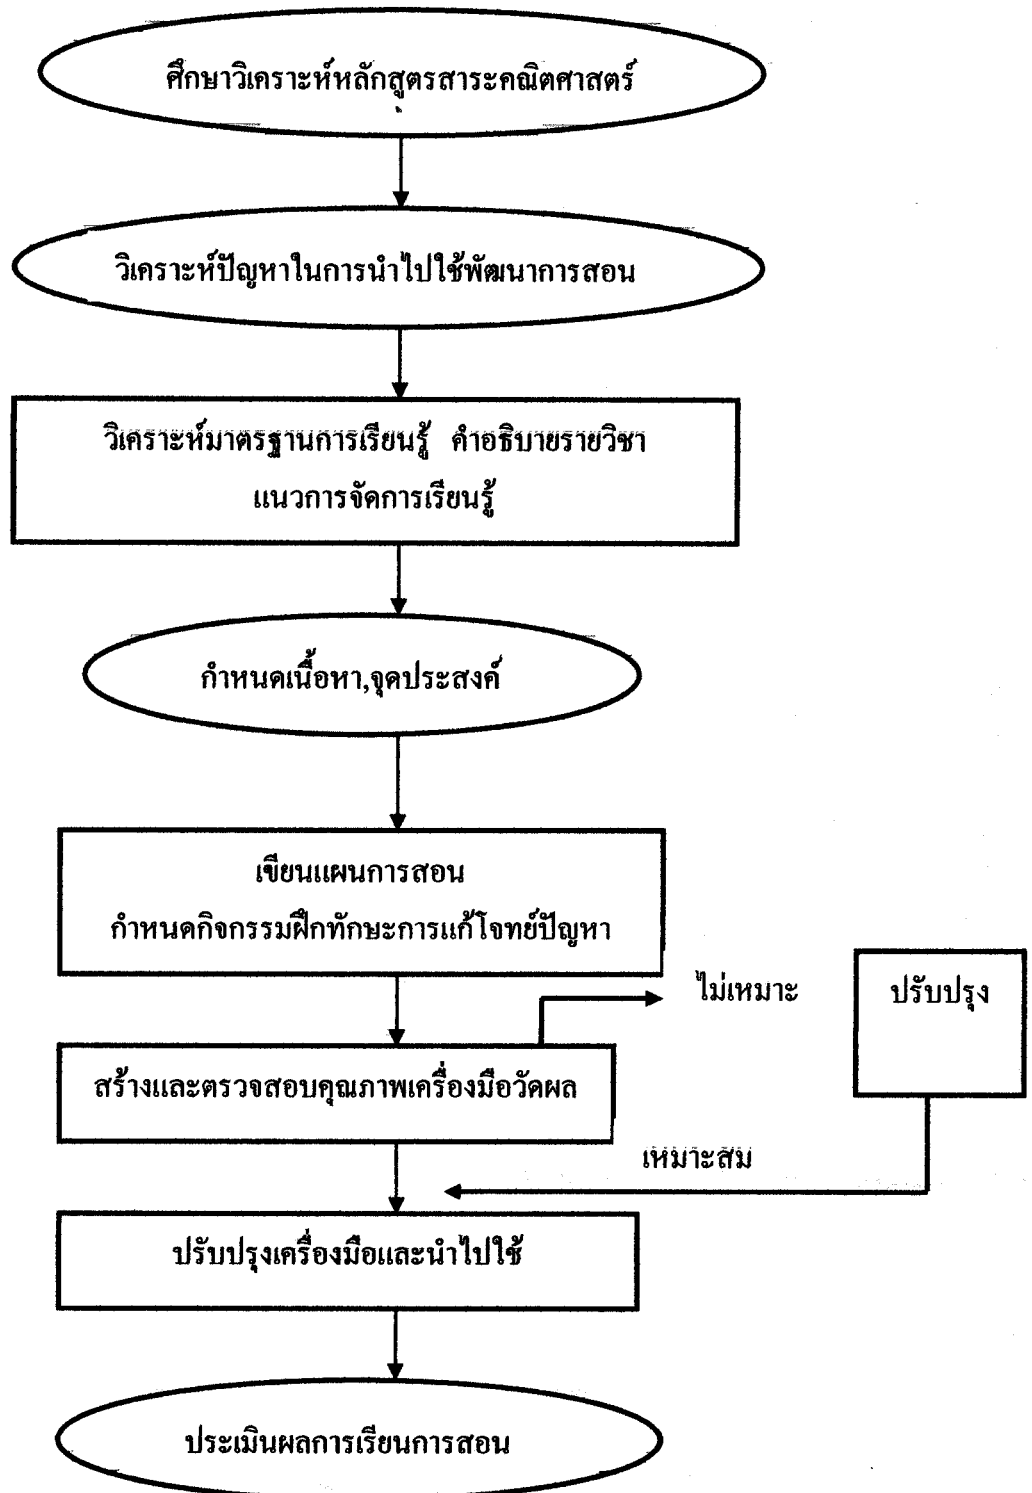 ศึกษาวิเคราะห์หลักสูตรสาระคณิตศาสตร์
วิเคราะห์ปัญหาในการนำไปใช้พัฒนาการสอน
วิเคราะห์มาตรฐานการเรียนรู้ คำอธิบายรายวิชา
แนวการจัดการเรียนรู้
กำหนดเนื้อหา,จุดประสงค์
เขียนแผนการสอน
กำหนดกิจกรรมฝึกทักษะการแก้โจทย์ปัญหา
ไม่เหมาะ
ปรับปรุง
สร้างและตรวจสอบคุณภาพเครื่องมือวัดผล
เหมาะสม
ปรับปรุงเครื่องมือและนำไปใช้
ประเมินผลการเรียนการสอน